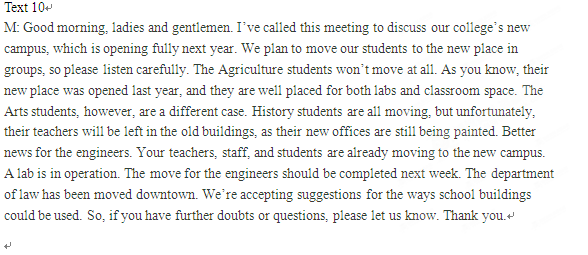 Text 10
M: Good morning, ladies and gentlemen. I've called this meeting to discuss our college's new
campus, which is opening fully next year. We plan to move our students to the new place in
groups, so please listen carefully. The Agriculture students won't move at all. As you know, their
new place was opened last year, and they are well placed for both labs and classroom space. The
Arts students, however, are a different case. History students are all moving, but unfortunately,
their teachers will be left in the old buildings, as their new offices are still being painted. Better
news for the engineers. Your teachers, staff, and students are already moving to the new campus.
A lab is in operation. The move for the engineers should be completed next week. The department
of law has been moved downtown. We're accepting suggestions for the ways school buildings
could be used. So, if you have further doubts or questions, please let us know. Thank you.